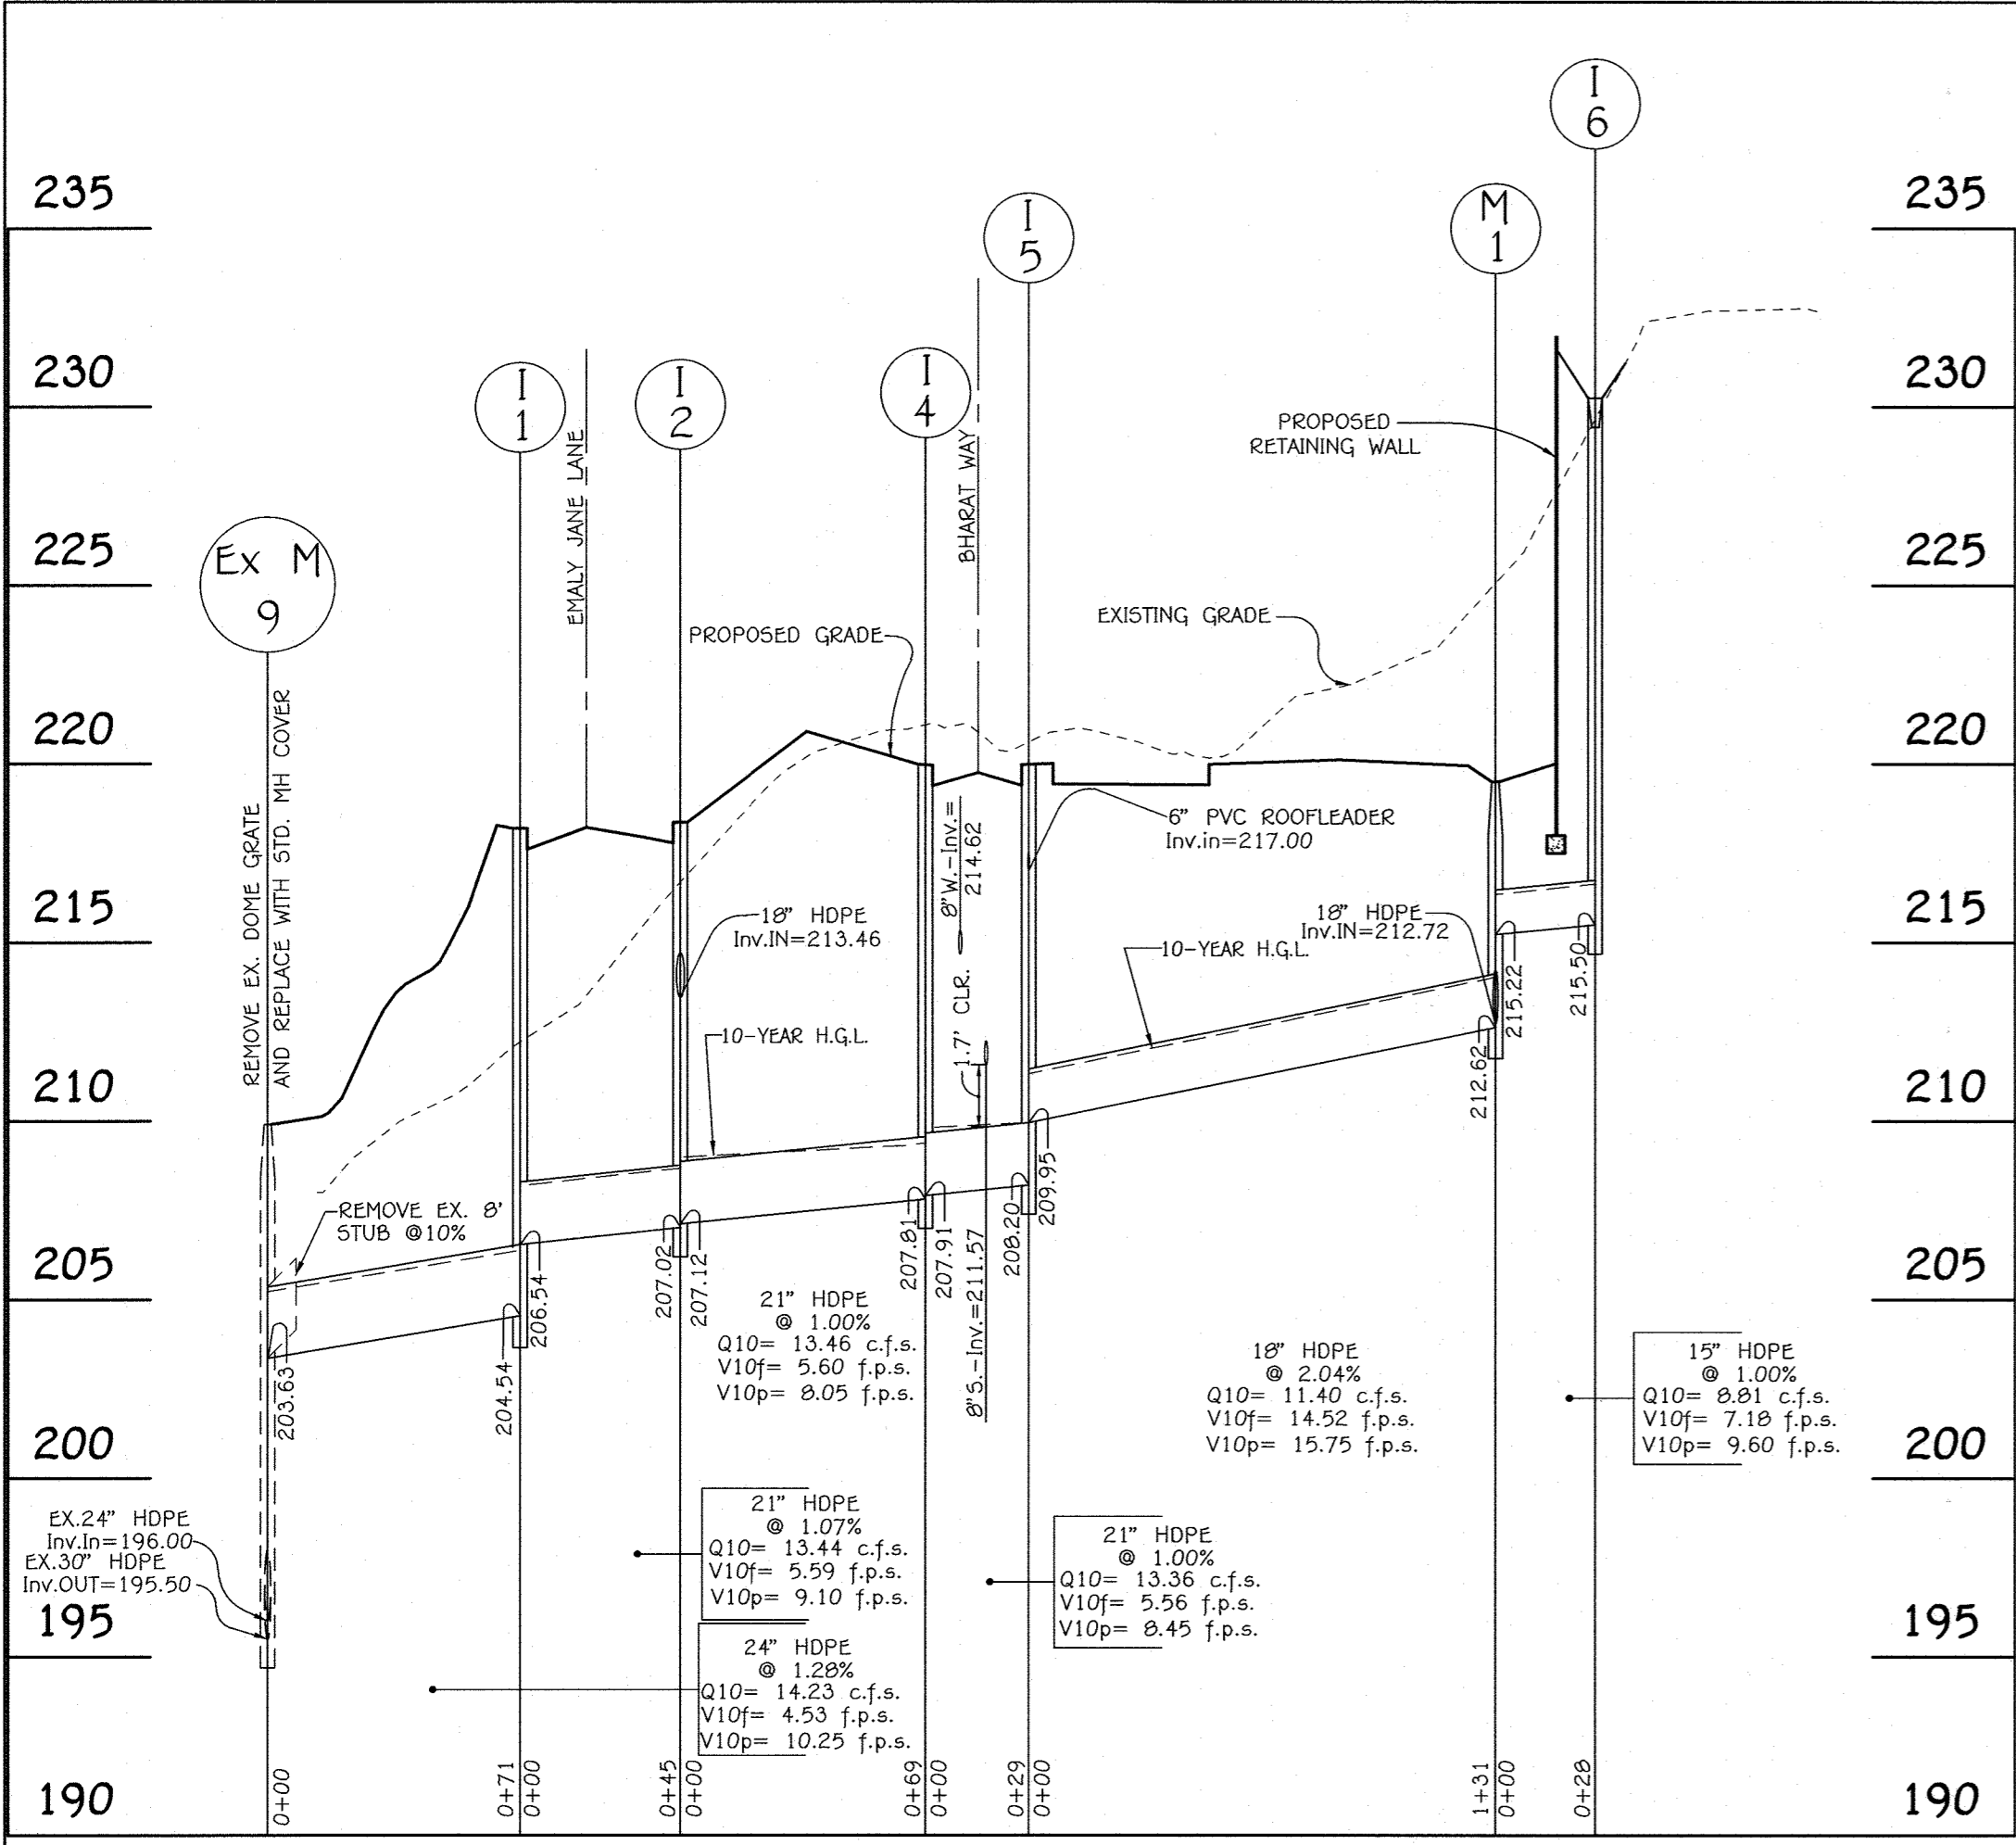 I
6
235
235
I
5
M
1
230
230
I
1
I
2
I
4
EMALY JANE LANE
BHARAT WAY
PROPOSED
RETAINING WALL
225
225
Ex M
9
PROPOSED GRADE
EXISTING GRADE
220
220
REMOVE EX. DOME GRATE
AND REPLACE WITH STD. MH COVER
6" PVC ROOFLEADER
Inv.in=217.00
8" W.-Inv.=
214.62
215
215
18" HDPE
Inv.IN=213.46
18" HDPE
Inv.IN=212.72
10-YEAR H.G.L.
215.22
215.50
10-YEAR H.G.L.
1.7' CLR.
210
210
212.62
REMOVE EX. 8'
STUB @10%
209.95
208.20
207.81
207.91
207.02
207.12
206.54
204.54
203.63
205
205
8"S.-Inv.=211.57
21" HDPE
@ 1.00%
Q10= 13.46 c.f.s.
V10f= 5.60 f.p.s.
V10p= 8.05 f.p.s.
18" HDPE
@ 2.04%
Q10= 11.40 c.f.s.
V10f= 14.52 f.p.s.
V10p= 15.75 f.p.s.
15" HDPE
@ 1.00%
Q10= 8.81 c.f.s.
V10f= 7.18 f.p.s.
V10p= 9.60 f.p.s.
200
200
EX.24" HDPE
Inv.In=196.00
EX.30" HDPE
Inv.OUT=195.50
21" HDPE
@ 1.07%
Q10= 13.44 c.f.s.
V10f= 5.59 f.p.s.
V10p= 9.10 f.p.s.
21" HDPE
@ 1.00%
Q10= 13.36 c.f.s.
V10f= 5.56 f.p.s.
V10p= 8.45 f.p.s.
195
195
24" HDPE
@ 1.28%
Q10= 14.23 c.f.s.
V10f= 4.53 f.p.s.
V10p= 10.25 f.p.s.
190
190
0+00
0+71
0+00
0+45
0+00
0+69
0+00
0+29
0+00
1+31
0+00
0+28